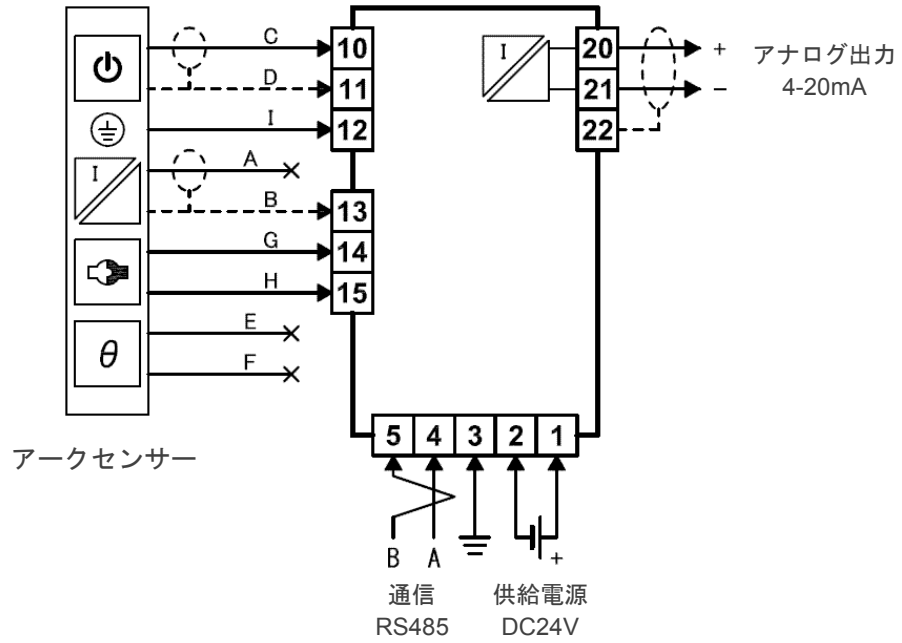 C
10
20
+
アナログ出力
D
11
I
21
−
4-20mA
I
12
22
A
I
B
13
G
14
H
15
E
θ
F
5
4
3
2
1
アークセンサー
B
A
+
通信
供給電源
RS485
DC24V